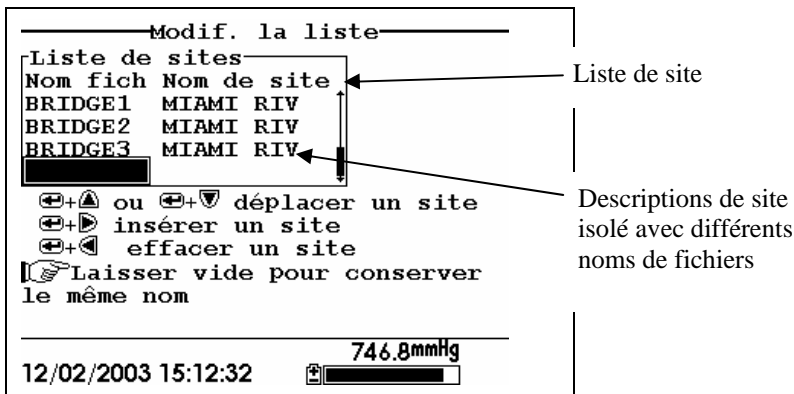 Modif. la liste
Liste de sites
Nom fich Nom de site
BRIDGE1 MIAMI RIV
BRIDGE2 MIAMI RIV
BRIDGE3 MIAMI RIV
+ ou + déplacer un site
+ insérer un site
+ effacer un site
Laisser vide pour conserver
le même nom
746.8mmHg
12/02/2003 15:12:32
Liste de site
Descriptions de site
isolé avec différents
noms de fichiers